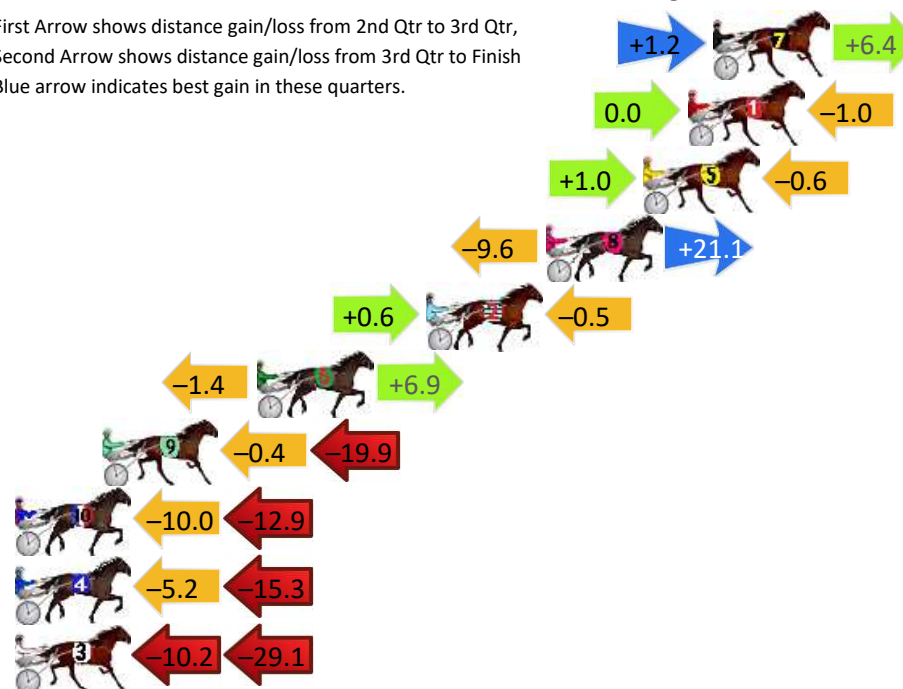 First Arrow shows distance gain/loss from 2nd Qtr to 3rd Qtr,
Second Arrow shows distance gain/loss from 3rd Qtr to Finish
Blue arrow indicates best gain in these quarters.
+1.2 7 +6.4
0.0 1 –1.0
+1.0 5 –0.6
–9.6 8 +21.1
+0.6 2 –0.5
–1.4 6 +6.9
9 –0.4 –19.9
10 –10.0 –12.9
4 –5.2 –15.3
3 –10.2 –29.1